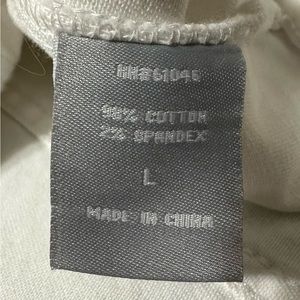 98% COTTON
2% SPANDEX
L
MADE IN CHINA